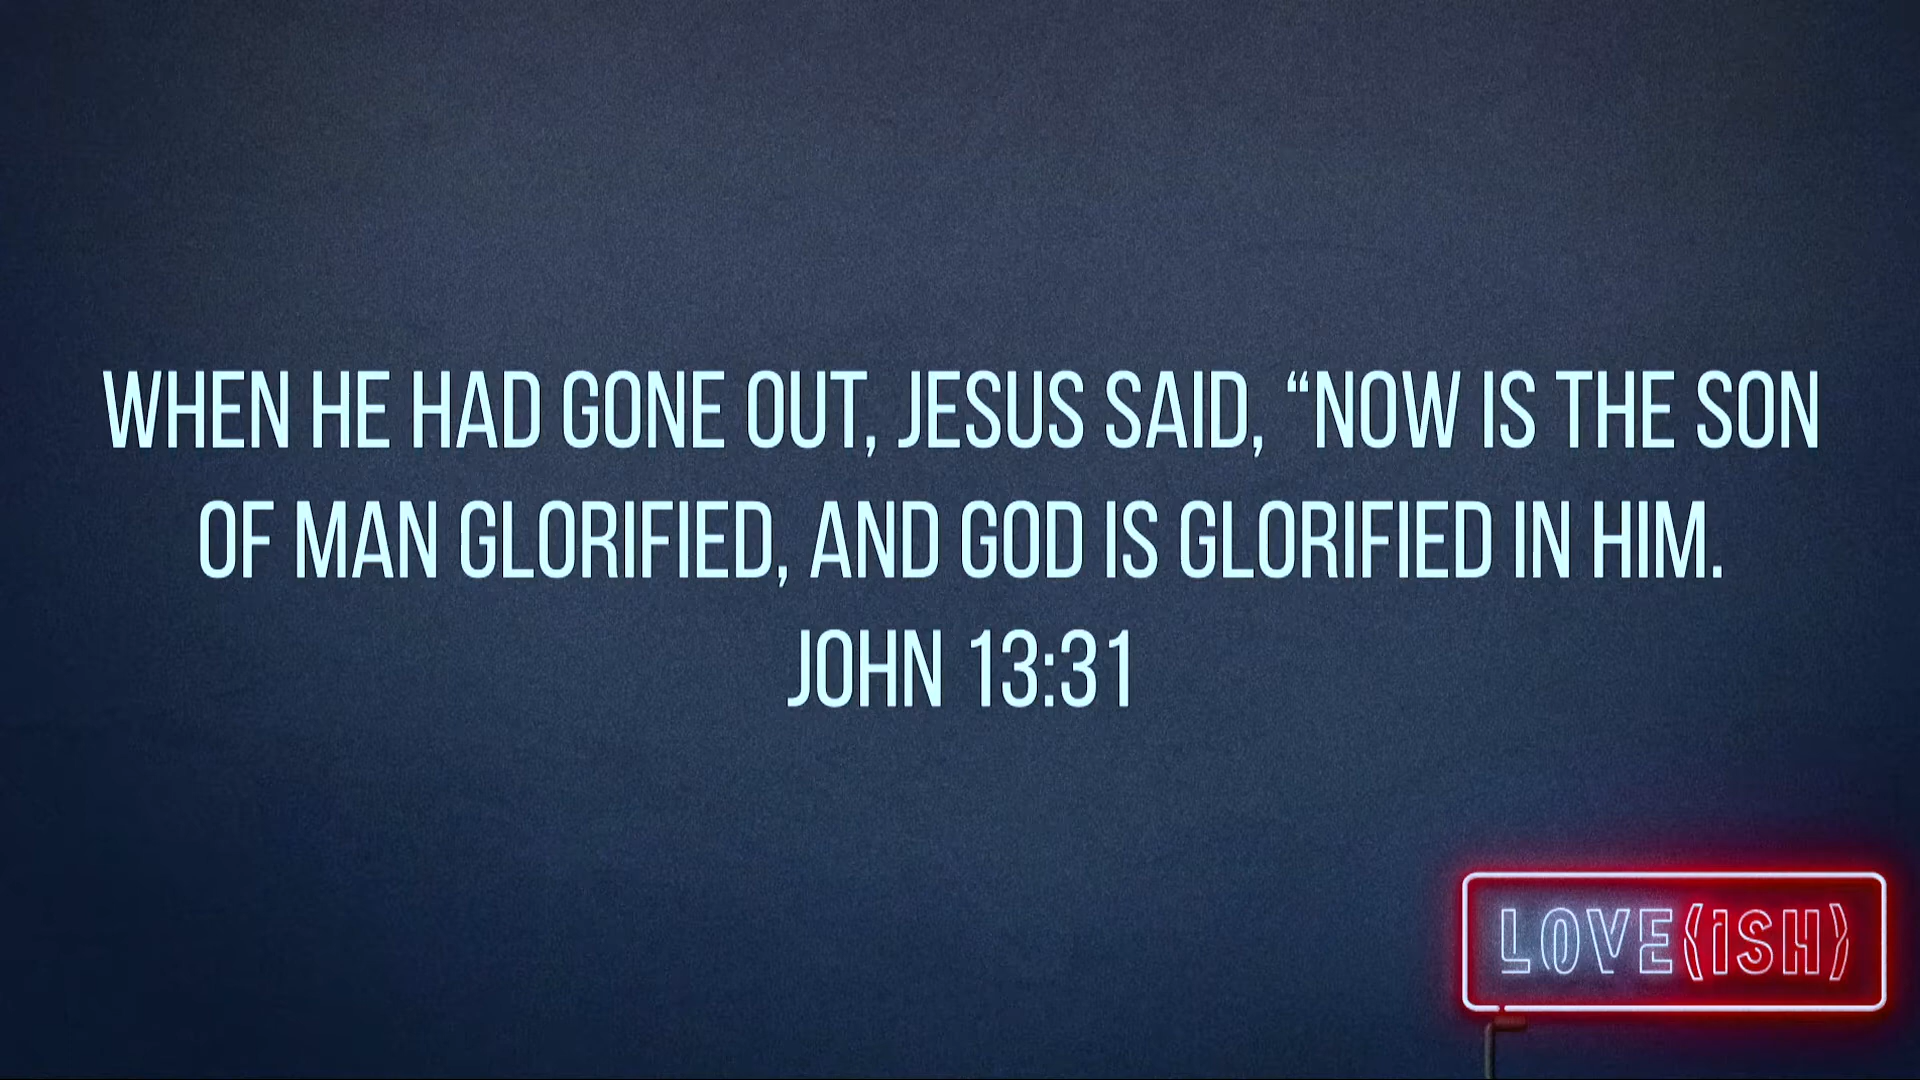 WHEN HE HAD GONE OUT, JESUS SAID, “NOW IS THE SON
OF MAN GLORIFIED, AND GOD IS GLORIFIED IN HIM.
JOHN 13:31
LOVE(ISH)